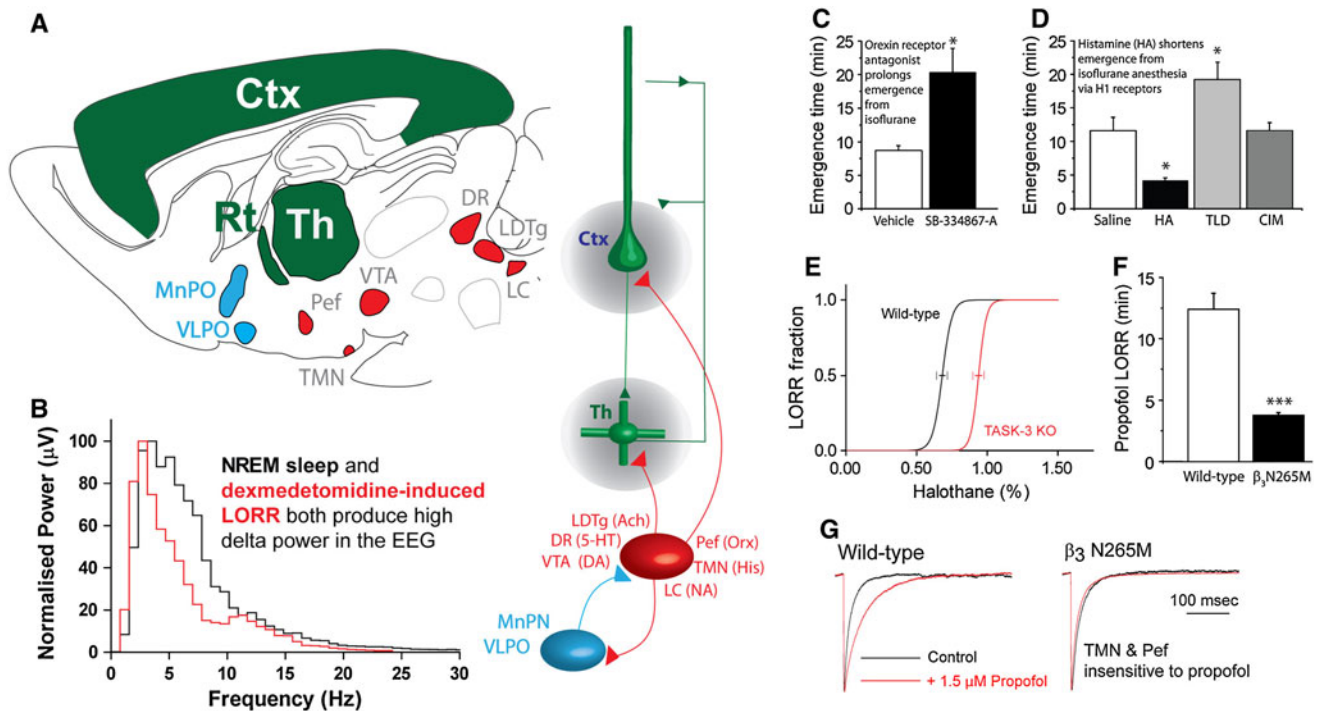 A
Ctx
Rt
Th
DR
LDTg
LC
VTA
Pef
MnPO
VLPO
TMN
Ctx
Th
LDTg (Ach)
DR (5-HT)
VTA (DA)
Pef (Orx)
TMN (His)
LC (NA)
MnPN
VLPO
B
Normalised Power (µV)
100
80
60
40
20
0
NREM sleep and
dexmedetomidine-induced
LORR both produce high
delta power in the EEG
0 5 10 15 20 25 30
Frequency (Hz)
C
Emergence time (min)
25
20
15
10
5
0
Orexin receptor
antagonist
prolongs
emergence
from
isoflurane
*
Vehicle SB-334867-A
D
Emergence time (min)
25
20
15
10
5
0
Histamine (HA) shortens
emergence from
isoflurane anesthesia
via H1 receptors
*
*
Saline HA TLD CIM
E
LORR fraction
1.0
0.5
0.0
Wild-type
TASK-3 KO
0.00 0.50 1.00 1.50
Halothane (%)
F
Propofol LORR (min)
15
10
5
0
***
Wild-type β₃N265M
G
Wild-type
β₃ N265M
100 msec
Control
+ 1.5 µM Propofol
TMN & Pef
insensitive to propofol